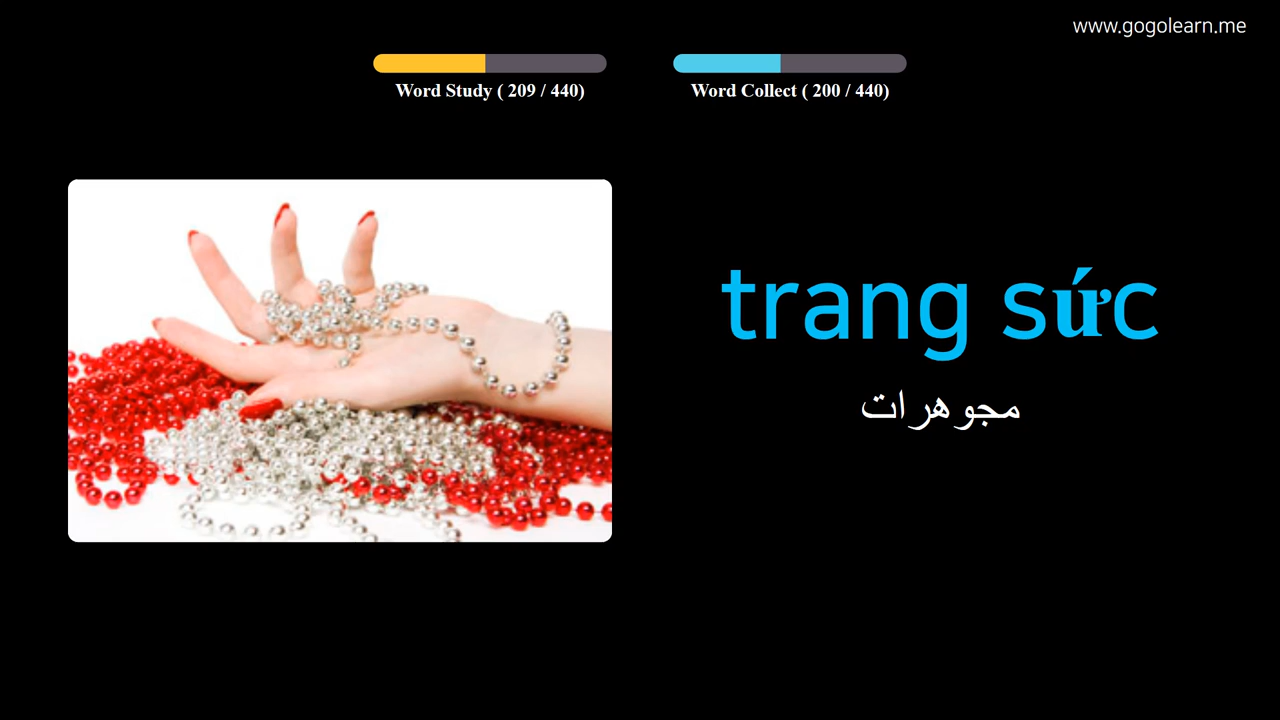 www.gogolearn.me
Word Study ( 209 / 440)
Word Collect ( 200 / 440)
trang sức
مجوهرات